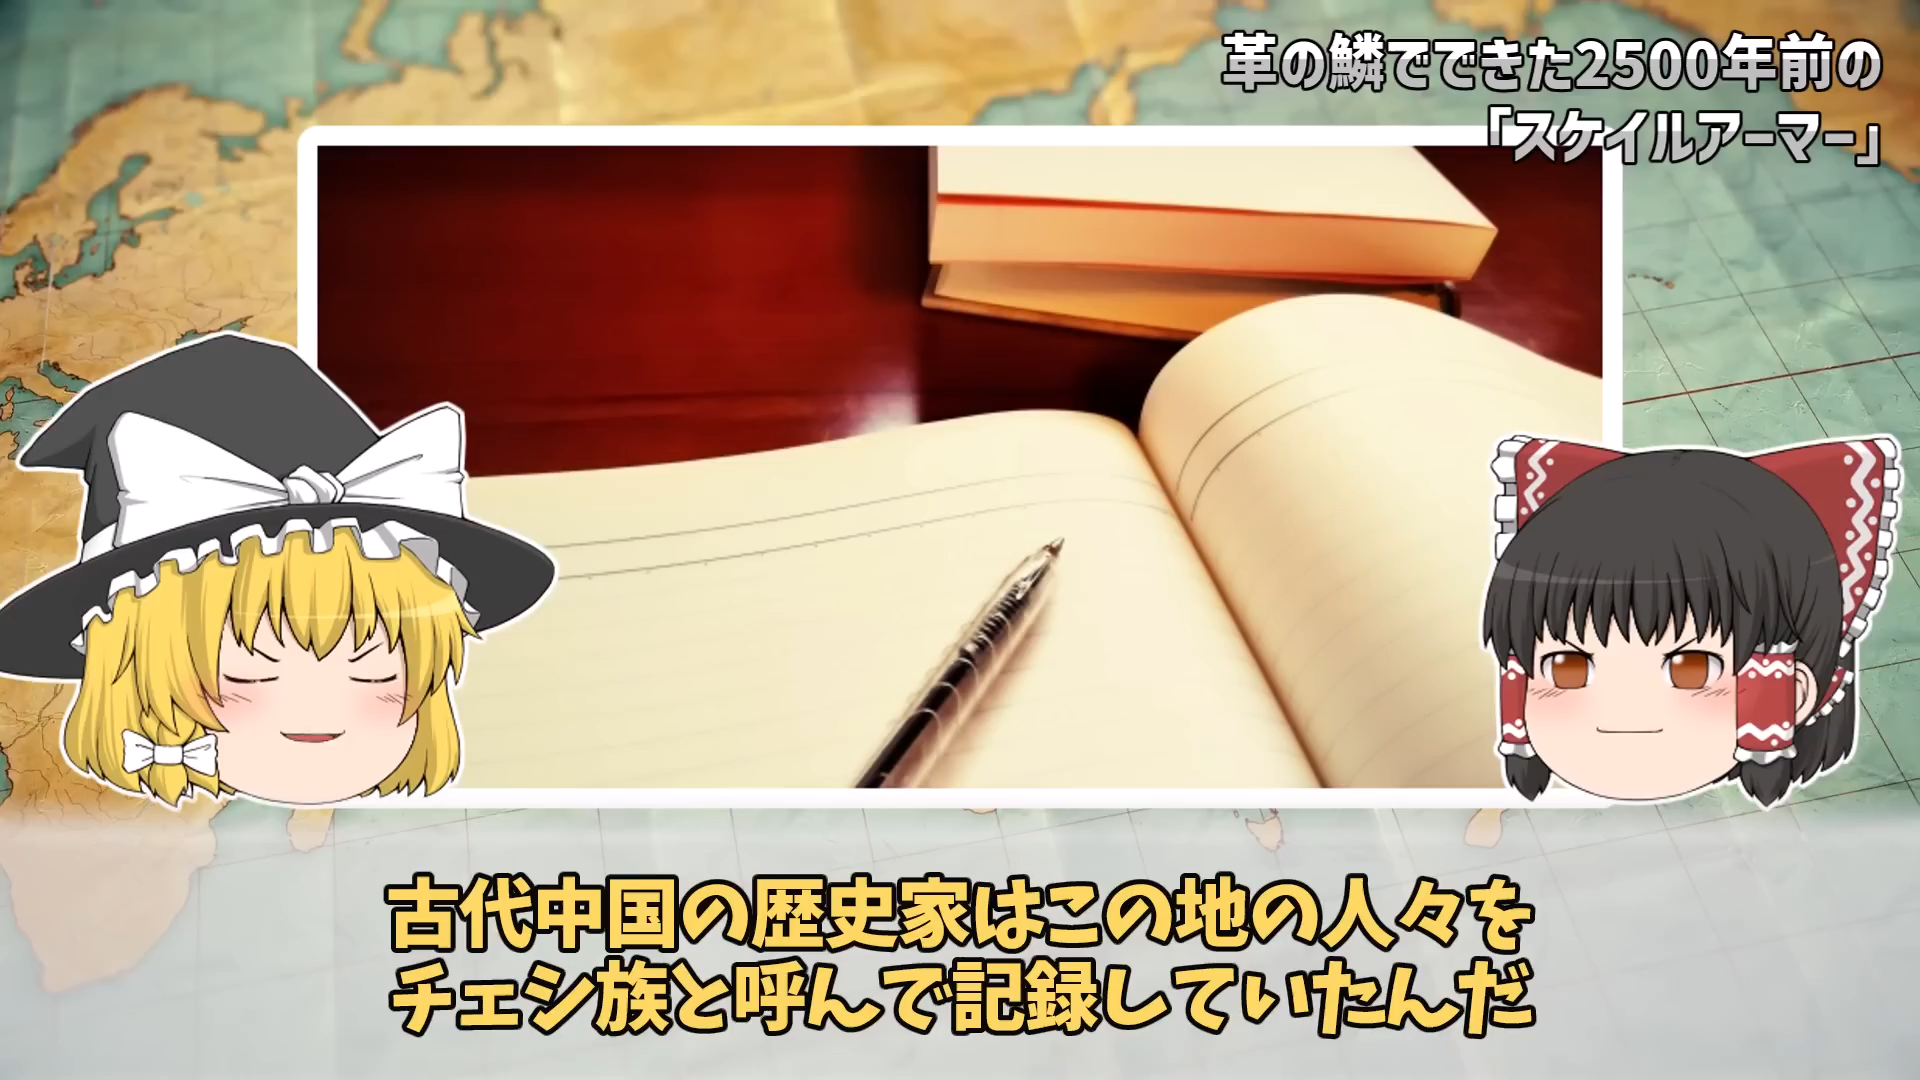 革の鱗でできた2500年前の
「スケイルアーマー」
古代中国の歴史家はこの地の人々を
チェシ族と呼んで記録していたんだ